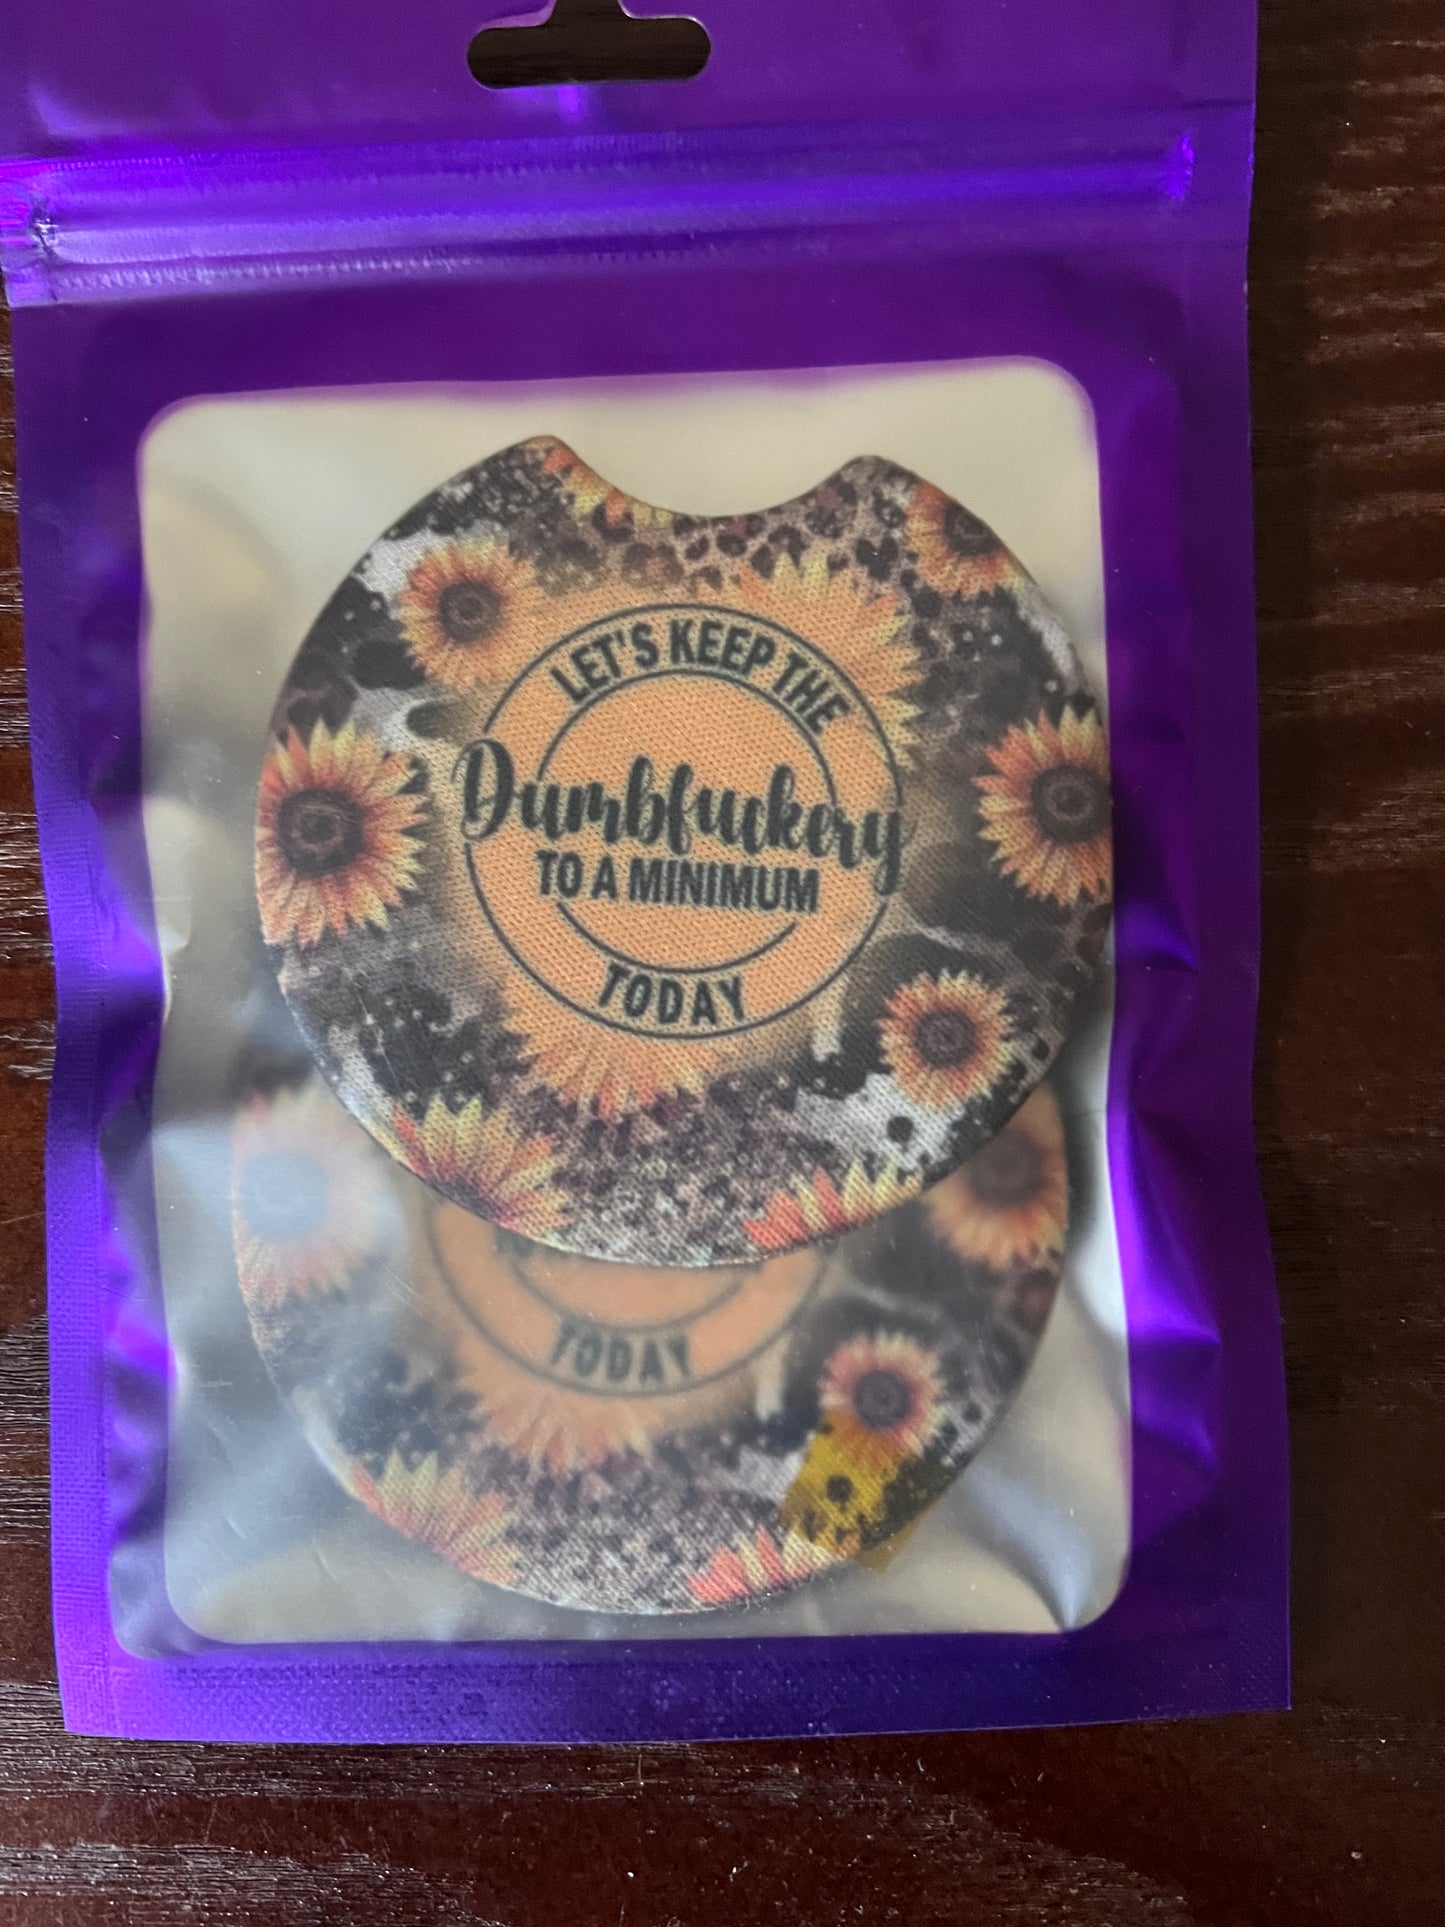 LET'S KEEP THE
Dumbfuckery
TO A MINIMUM
TODAY
TODAY